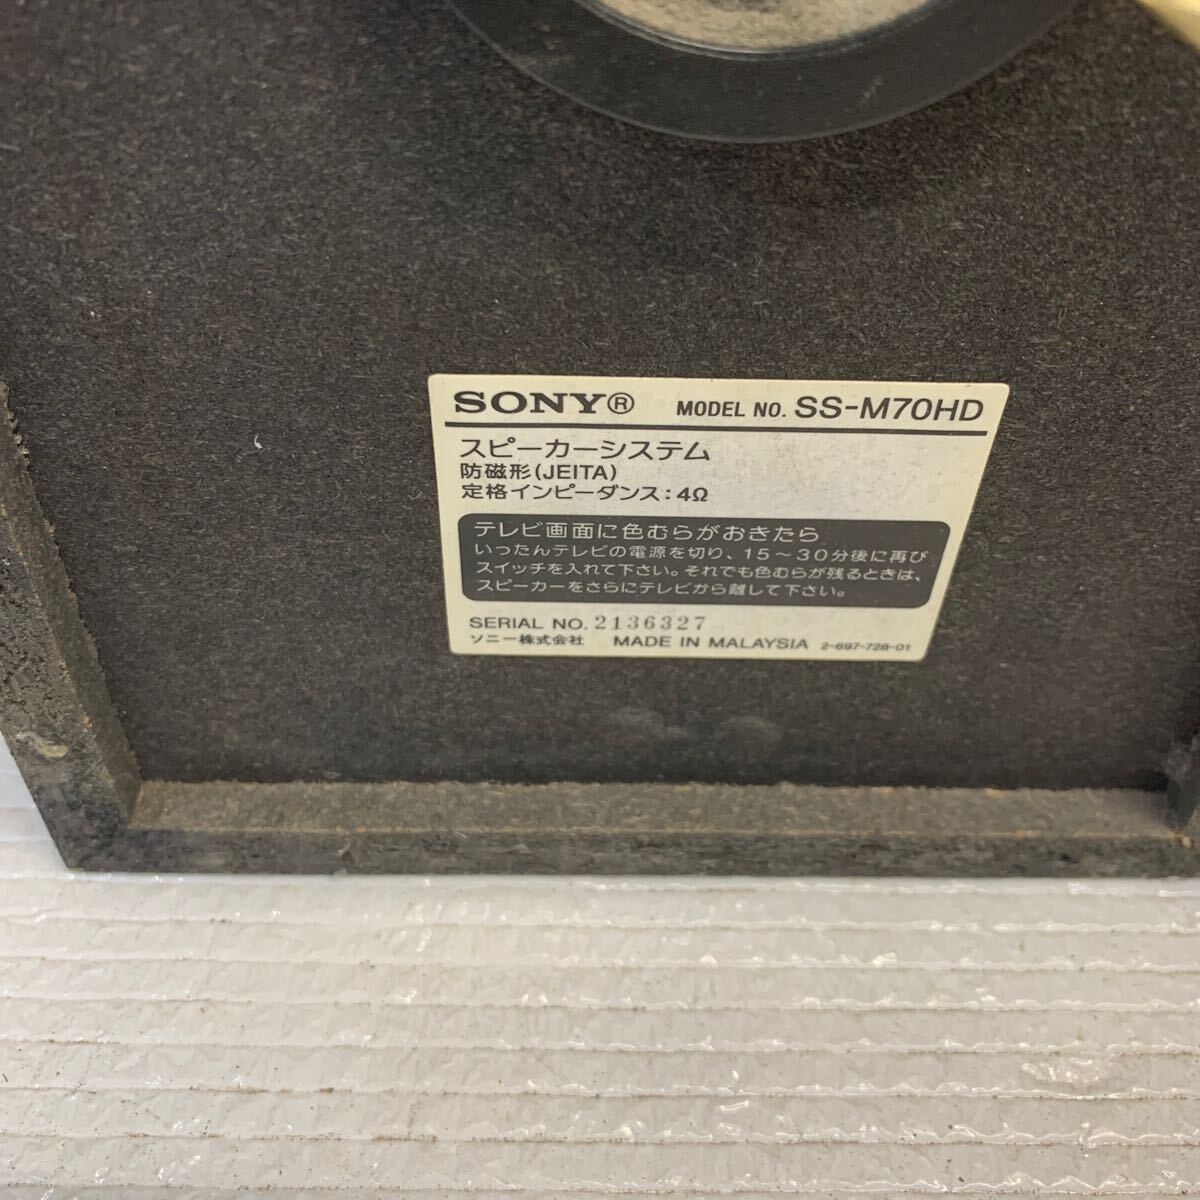 SONY® MODEL NO. SS-M70HD
スピーカーシステム
防磁形(JEITA)
定格インピーダンス:4Ω
テレビ画面に色むらがおきたら
いったんテレビの電源を切り、15～30分後に再び
スイッチを入れて下さい。それでも色むらが残るときは、
スピーカーをさらにテレビから離して下さい。
SERIAL NO. 2136327
ソニー株式会社 MADE IN MALAYSIA 2-697-728-01